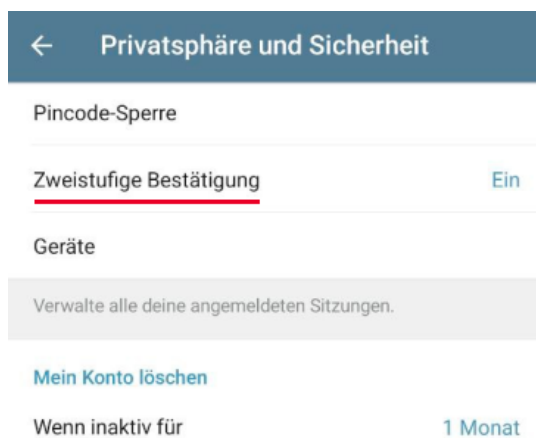 Privatsphäre und Sicherheit
Pincode-Sperre
Zweistufige Bestätigung Ein
Geräte
Verwalte alle deine angemeldeten Sitzungen.
Mein Konto löschen
Wenn inaktiv für 1 Monat